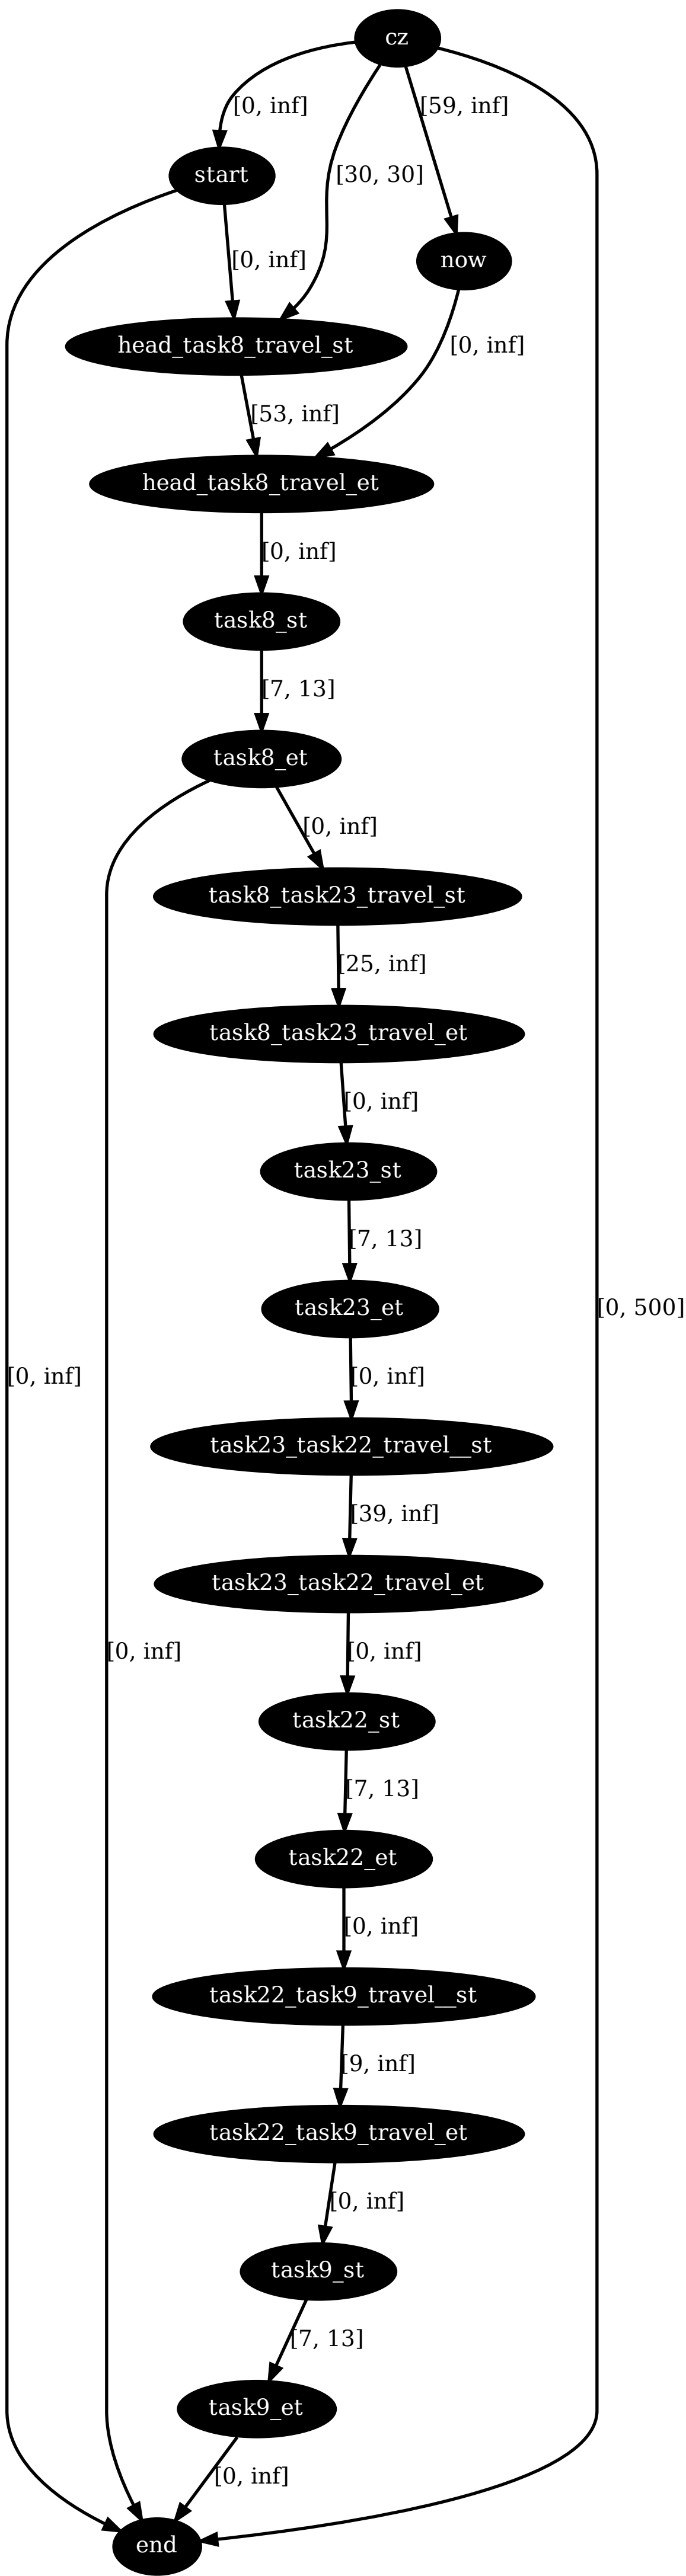 cz
[0, inf]
[59, inf]
start
[30, 30]
now
[0, inf]
head_task8_travel_st
[0, inf]
[53, inf]
head_task8_travel_et
[0, inf]
task8_st
[7, 13]
task8_et
[0, inf]
task8_task23_travel_st
[25, inf]
task8_task23_travel_et
[0, inf]
task23_st
[7, 13]
task23_et
[0, 500]
[0, inf]
[0, inf]
task23_task22_travel__st
[39, inf]
task23_task22_travel_et
[0, inf]
[0, inf]
task22_st
[7, 13]
task22_et
[0, inf]
task22_task9_travel__st
[9, inf]
task22_task9_travel_et
[0, inf]
task9_st
[7, 13]
task9_et
[0, inf]
end